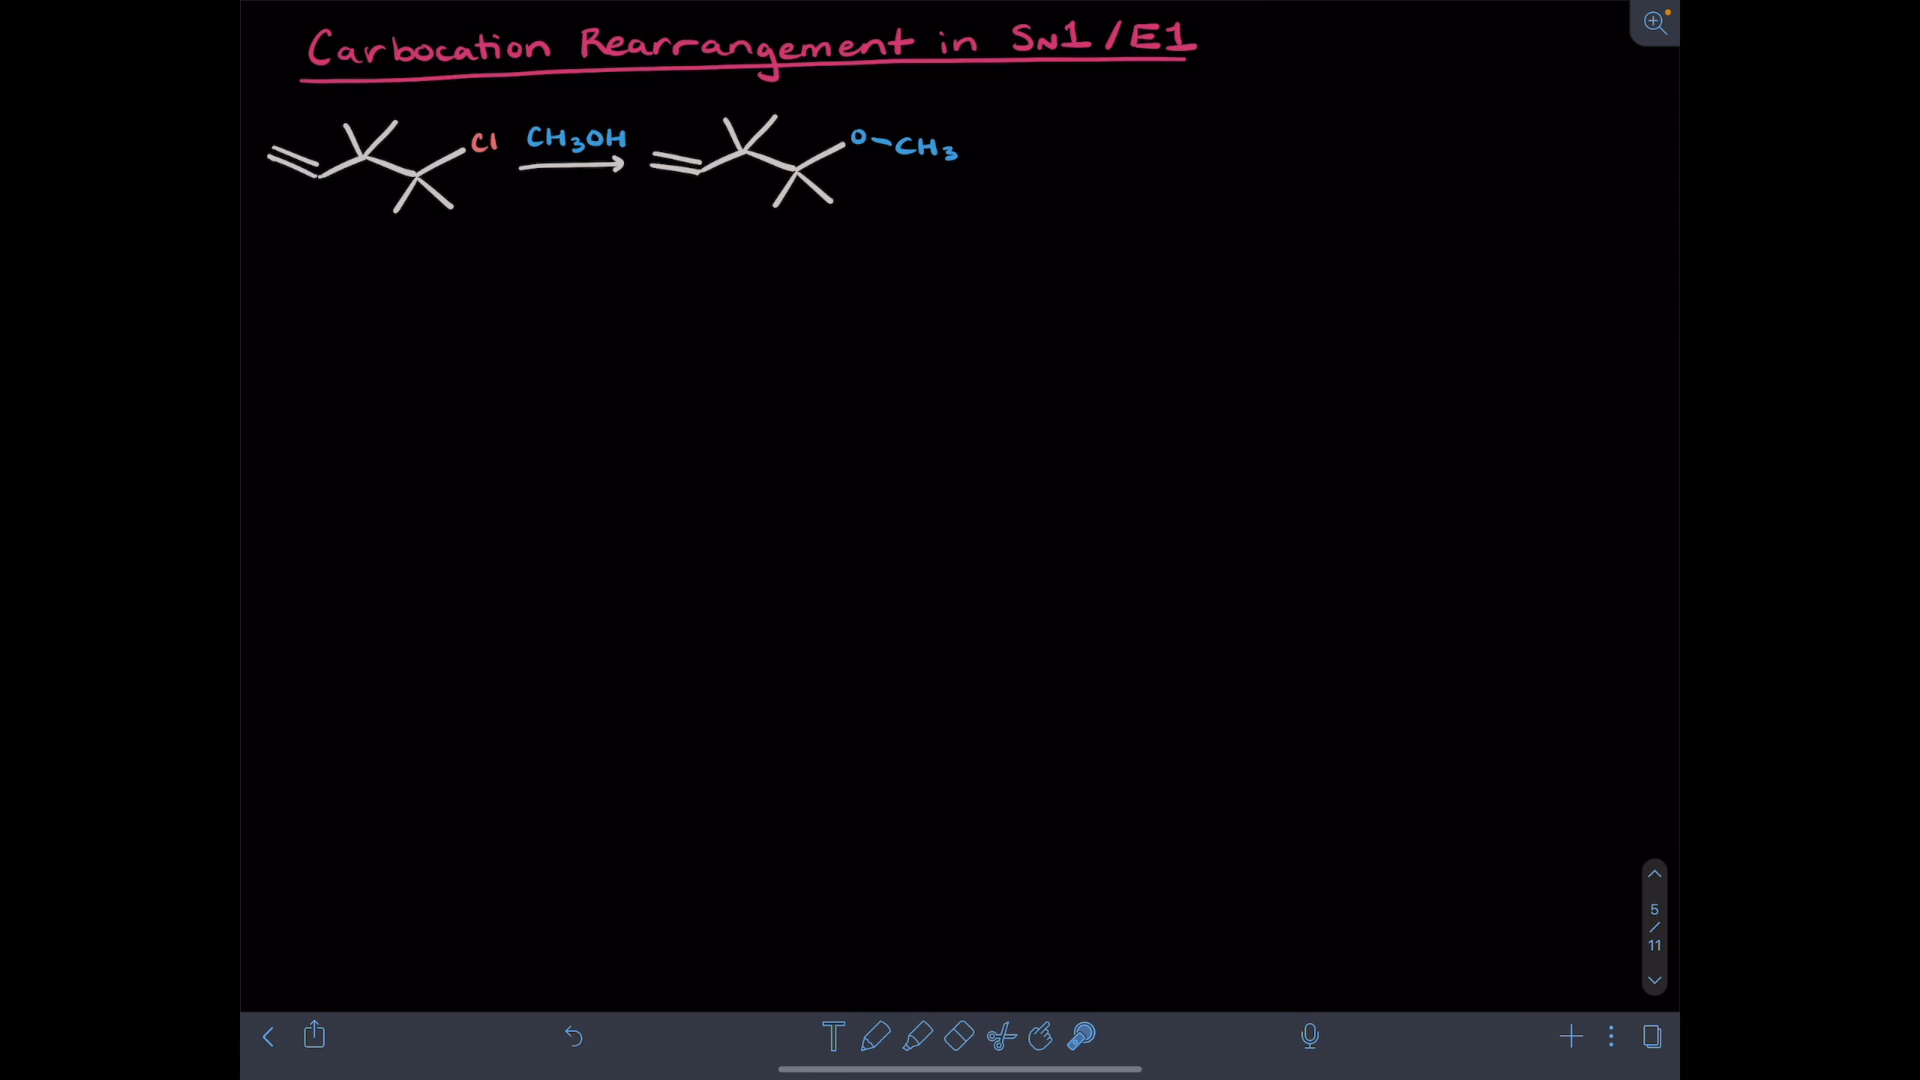 Carbocation Rearrangement in SN1/E1
Cl CH3OH O-CH3
5
/
11
T